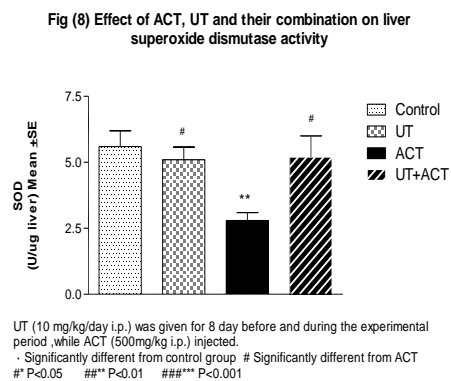 Fig (8) Effect of ACT, UT and their combination on liver
superoxide dismutase activity
7.5
5.0
2.5
0.0
SOD
(U/ug liver) Mean ±SE
#
**
#
Control
UT
ACT
UT+ACT
UT (10 mg/kg/day i.p.) was given for 8 day before and during the experimental
period ,while ACT (500mg/kg i.p.) injected.
· Significantly different from control group # Significantly different from ACT
#* P<0.05 ##** P<0.01 ###*** P<0.001